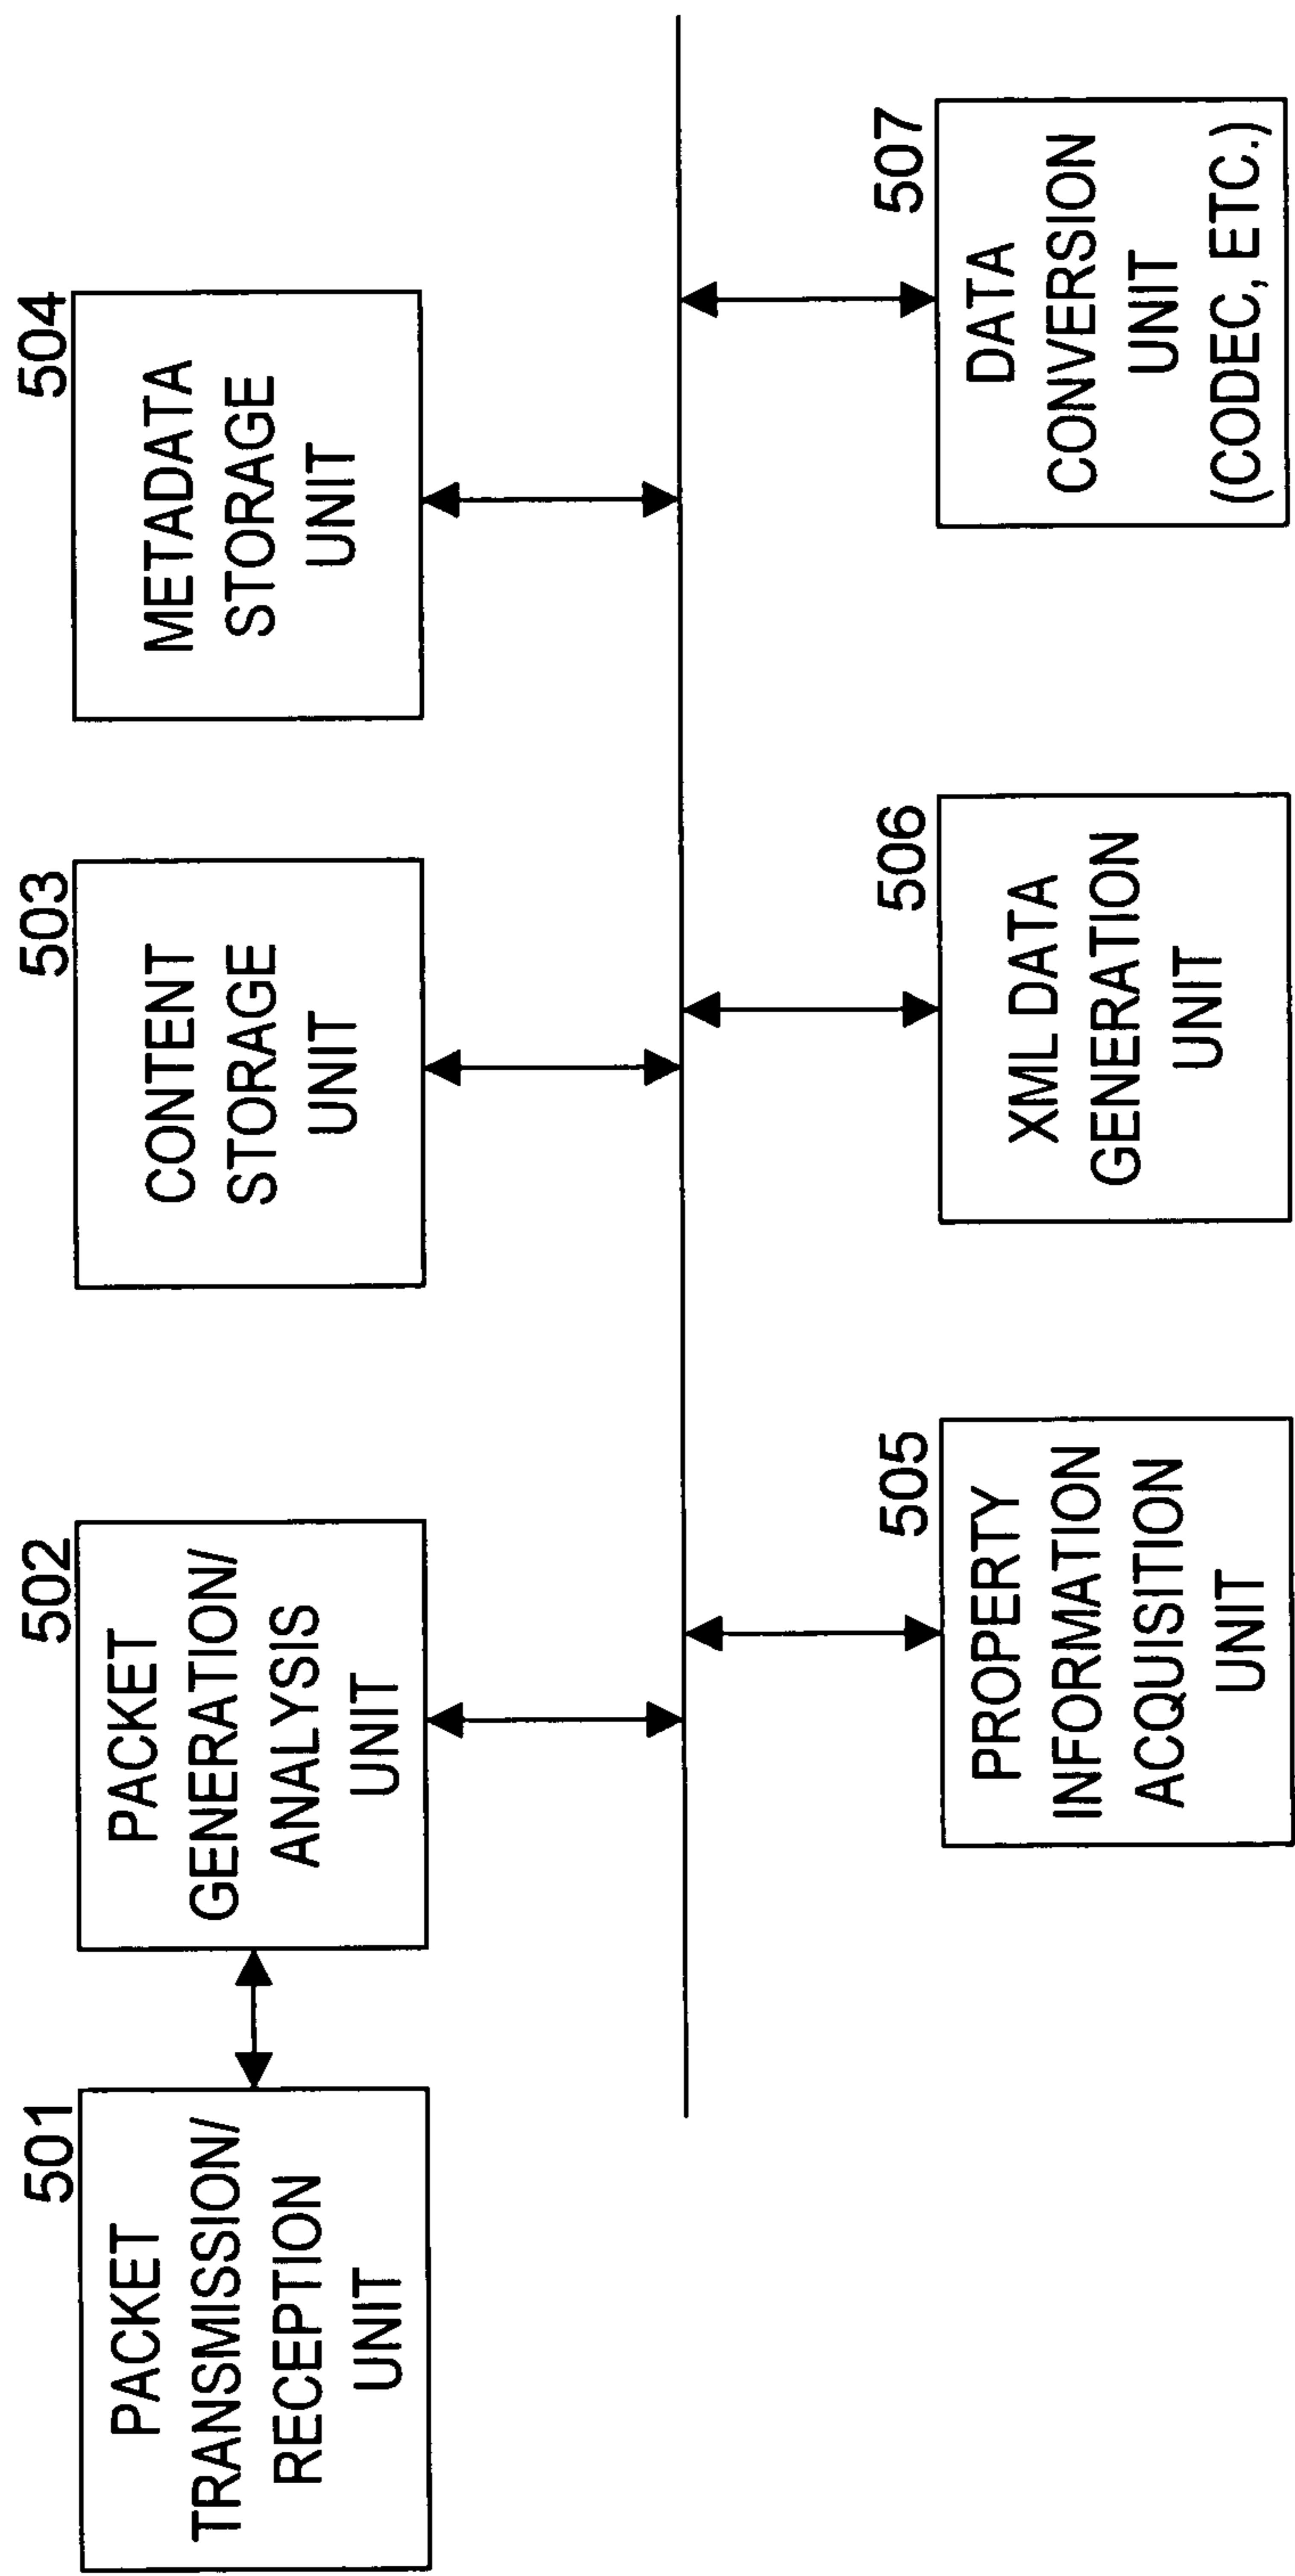 501
PACKET
TRANSMISSION/
RECEPTION
UNIT
502
PACKET
GENERATION/
ANALYSIS
UNIT
503
CONTENT
STORAGE
UNIT
504
METADATA
STORAGE
UNIT
505
PROPERTY
INFORMATION
ACQUISITION
UNIT
506
XML DATA
GENERATION
UNIT
507
DATA
CONVERSION
UNIT
(CODEC, ETC.)